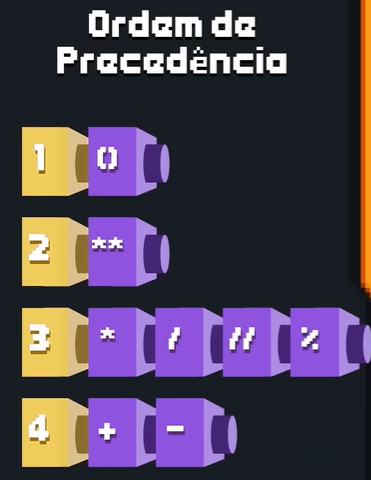 Ordem de
Precedência
1 ()
2 **
3 * / // %
4 + -